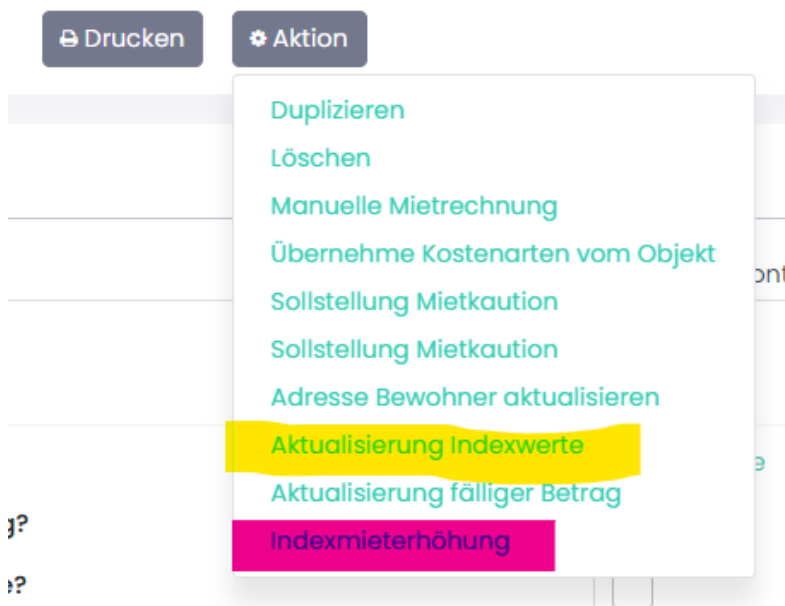 Drucken
Aktion
Duplizieren
Löschen
Manuelle Mietrechnung
Übernehme Kostenarten vom Objekt
Sollstellung Mietkaution
Sollstellung Mietkaution
Adresse Bewohner aktualisieren
Aktualisierung Indexwerte
Aktualisierung fälliger Betrag
Indexmieterhöhung